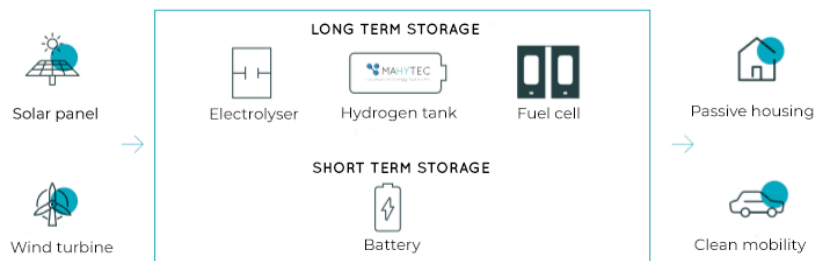 LONG TERM STORAGE
MAHYTEC
Solar panel
Electrolyser
Hydrogen tank
Fuel cell
Passive housing
SHORT TERM STORAGE
Wind turbine
Battery
Clean mobility